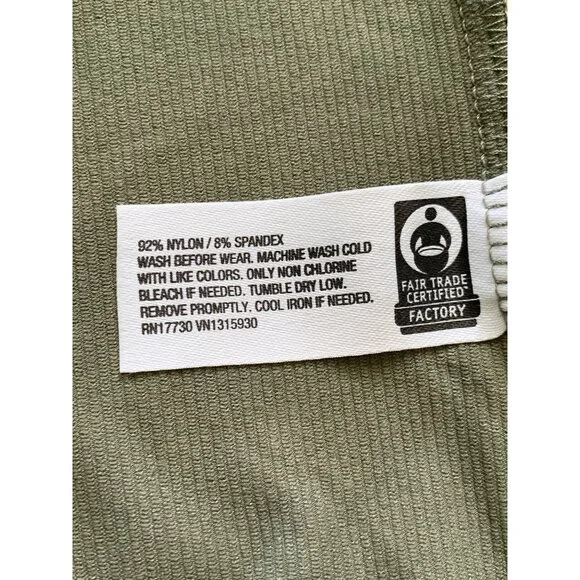 92% NYLON / 8% SPANDEX
WASH BEFORE WEAR. MACHINE WASH COLD
WITH LIKE COLORS. ONLY NON CHLORINE
BLEACH IF NEEDED. TUMBLE DRY LOW.
REMOVE PROMPTLY. COOL IRON IF NEEDED.
RN17730 VN1315930
FAIR TRADE
CERTIFIED™
FACTORY